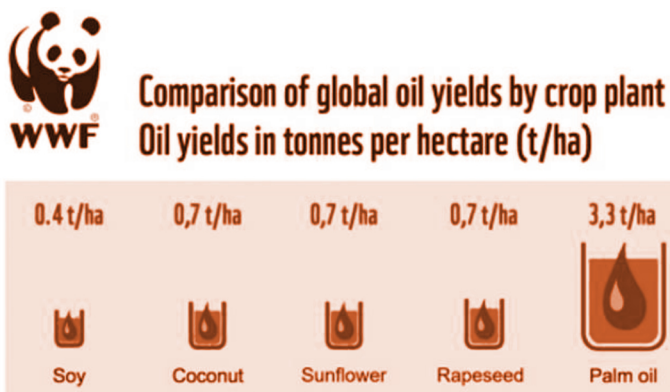 WWF
Comparison of global oil yields by crop plant
Oil yields in tonnes per hectare (t/ha)
0.4 t/ha 0,7 t/ha 0,7 t/ha 0,7 t/ha 3,3 t/ha
Soy Coconut Sunflower Rapeseed Palm oil